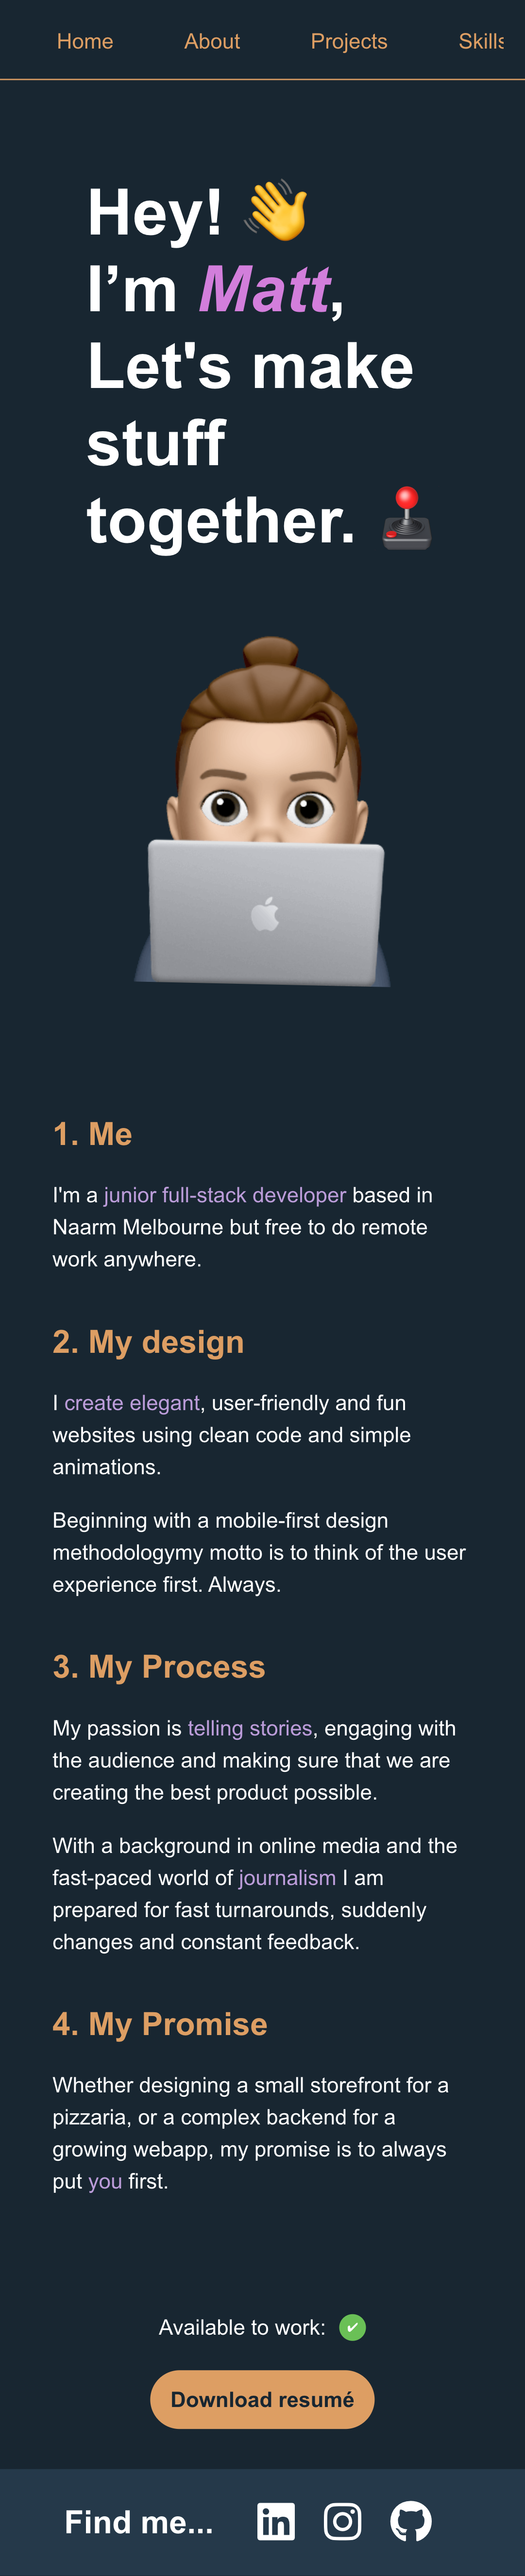 Home About Projects Skills
Hey! 👋
I’m Matt,
Let's make
stuff
together. 🕹️
1. Me
I'm a junior full-stack developer based in
Naarm Melbourne but free to do remote
work anywhere.
2. My design
I create elegant, user-friendly and fun
websites using clean code and simple
animations.
Beginning with a mobile-first design
methodologymy motto is to think of the user
experience first. Always.
3. My Process
My passion is telling stories, engaging with
the audience and making sure that we are
creating the best product possible.
With a background in online media and the
fast-paced world of journalism I am
prepared for fast turnarounds, suddenly
changes and constant feedback.
4. My Promise
Whether designing a small storefront for a
pizzaria, or a complex backend for a
growing webapp, my promise is to always
put you first.
Available to work: ✔
Download resumé
Find me... in